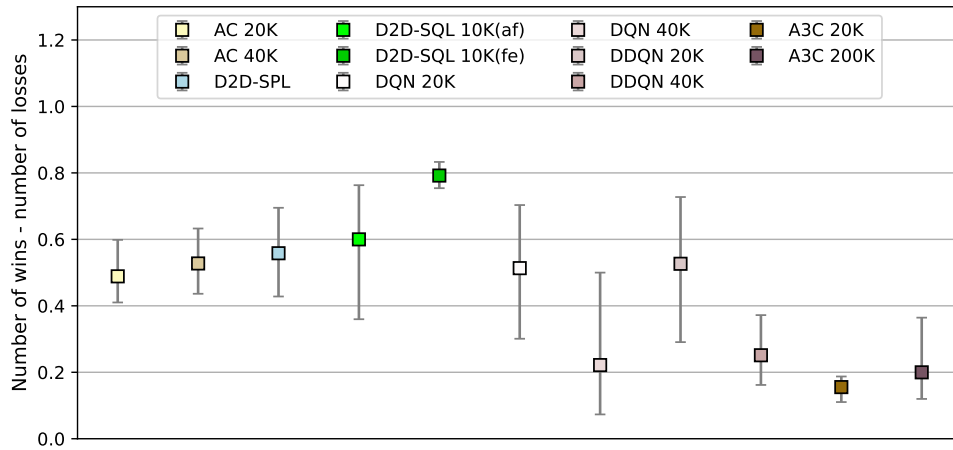 Number of wins - number of losses
1.2
1.0
0.8
0.6
0.4
0.2
0.0
AC 20K
AC 40K
D2D-SPL
D2D-SQL 10K(af)
D2D-SQL 10K(fe)
DQN 20K
DQN 40K
DDQN 20K
DDQN 40K
A3C 20K
A3C 200K